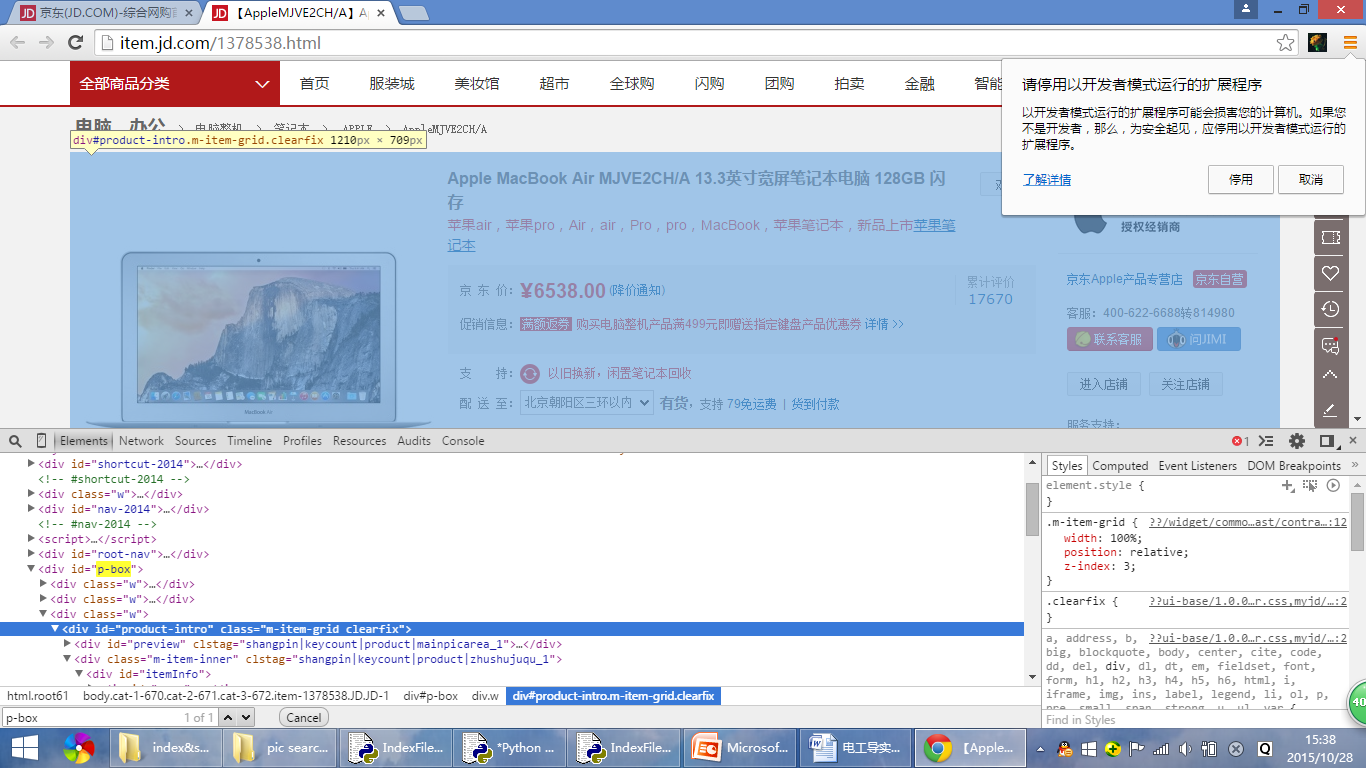 京东(JD.COM)-综合网购首
【AppleMJVE2CH/A】A
item.jd.com/1378538.html
全部商品分类
首页 服装城 美妆馆 超市 全球购 闪购 团购 拍卖 金融 智能
请停用以开发者模式运行的扩展程序
以开发者模式运行的扩展程序可能会损害您的计算机。如果您
不是开发者，那么，为安全起见，应停用以开发者模式运行的
扩展程序。
了解详情 停用 取消
电脑、办公 > 电脑整机 > 笔记本 > APPLE > AppleMJVE2CH/A
div#product-intro.m-item-grid.clearfix 1210px × 709px
Apple MacBook Air MJVE2CH/A 13.3英寸宽屏笔记本电脑 128GB 闪
存
苹果air，苹果pro，Air，air，Pro，pro，MacBook，苹果笔记本，新品上市苹果笔
记本
授权经销商
京 东 价： ¥6538.00 (降价通知)
累计评价
17670
促销信息： 满额返券 购买电脑整机产品满499元即赠送指定键盘产品优惠券 详情 >>
支 持： 以旧换新，闲置笔记本回收
配 送 至： 北京朝阳区三环以内 有货，支持 79免运费 | 货到付款
MacBook Air
京东Apple产品专营店 京东自营
客服：400-622-6688转814980
联系客服 问JIMI
进入店铺 关注店铺
服务支持：
Elements Network Sources Timeline Profiles Resources Audits Console
1
<div id="shortcut-2014">…</div>
<!-- #shortcut-2014 -->
<div class="w">…</div>
<div id="nav-2014">…</div>
<!-- #nav-2014 -->
<script>…</script>
<div id="root-nav">…</div>
<div id="p-box">
<div class="w">…</div>
<div class="w">…</div>
<div class="w">
<div id="product-intro" class="m-item-grid clearfix">
<div id="preview" clstag="shangpin|keycount|product|mainpicarea_1">…</div>
<div class="m-item-inner" clstag="shangpin|keycount|product|zhushujuqu_1">
<div id="itemInfo">
html.root61 body.cat-1-670.cat-2-671.cat-3-672.item-1378538.JD.JD-1 div#p-box div.w div#product-intro.m-item-grid.clearfix
p-box 1 of 1 Cancel
Styles Computed Event Listeners DOM Breakpoints »
element.style {
}
.m-item-grid { ??/widget/commo…ast/contra…:12
width: 100%;
position: relative;
z-index: 3;
}
.clearfix { ??ui-base/1.0.0…r.css,myjd/…:2
}
a, address, b, ??ui-base/1.0.0…r.css,myjd/…:2
big, blockquote, body, center, cite, code,
dd, del, div, dl, dt, em, fieldset, font,
form, h1, h2, h3, h4, h5, h6, html, i,
iframe, img, ins, label, legend, li, ol, p,
pre, small, span, strong, u, ul, var {
Find in Styles
40
index&s... pic searc... IndexFile... *Python ... IndexFile... Microsof... 电工导实... 【Apple...
15:38
2015/10/28